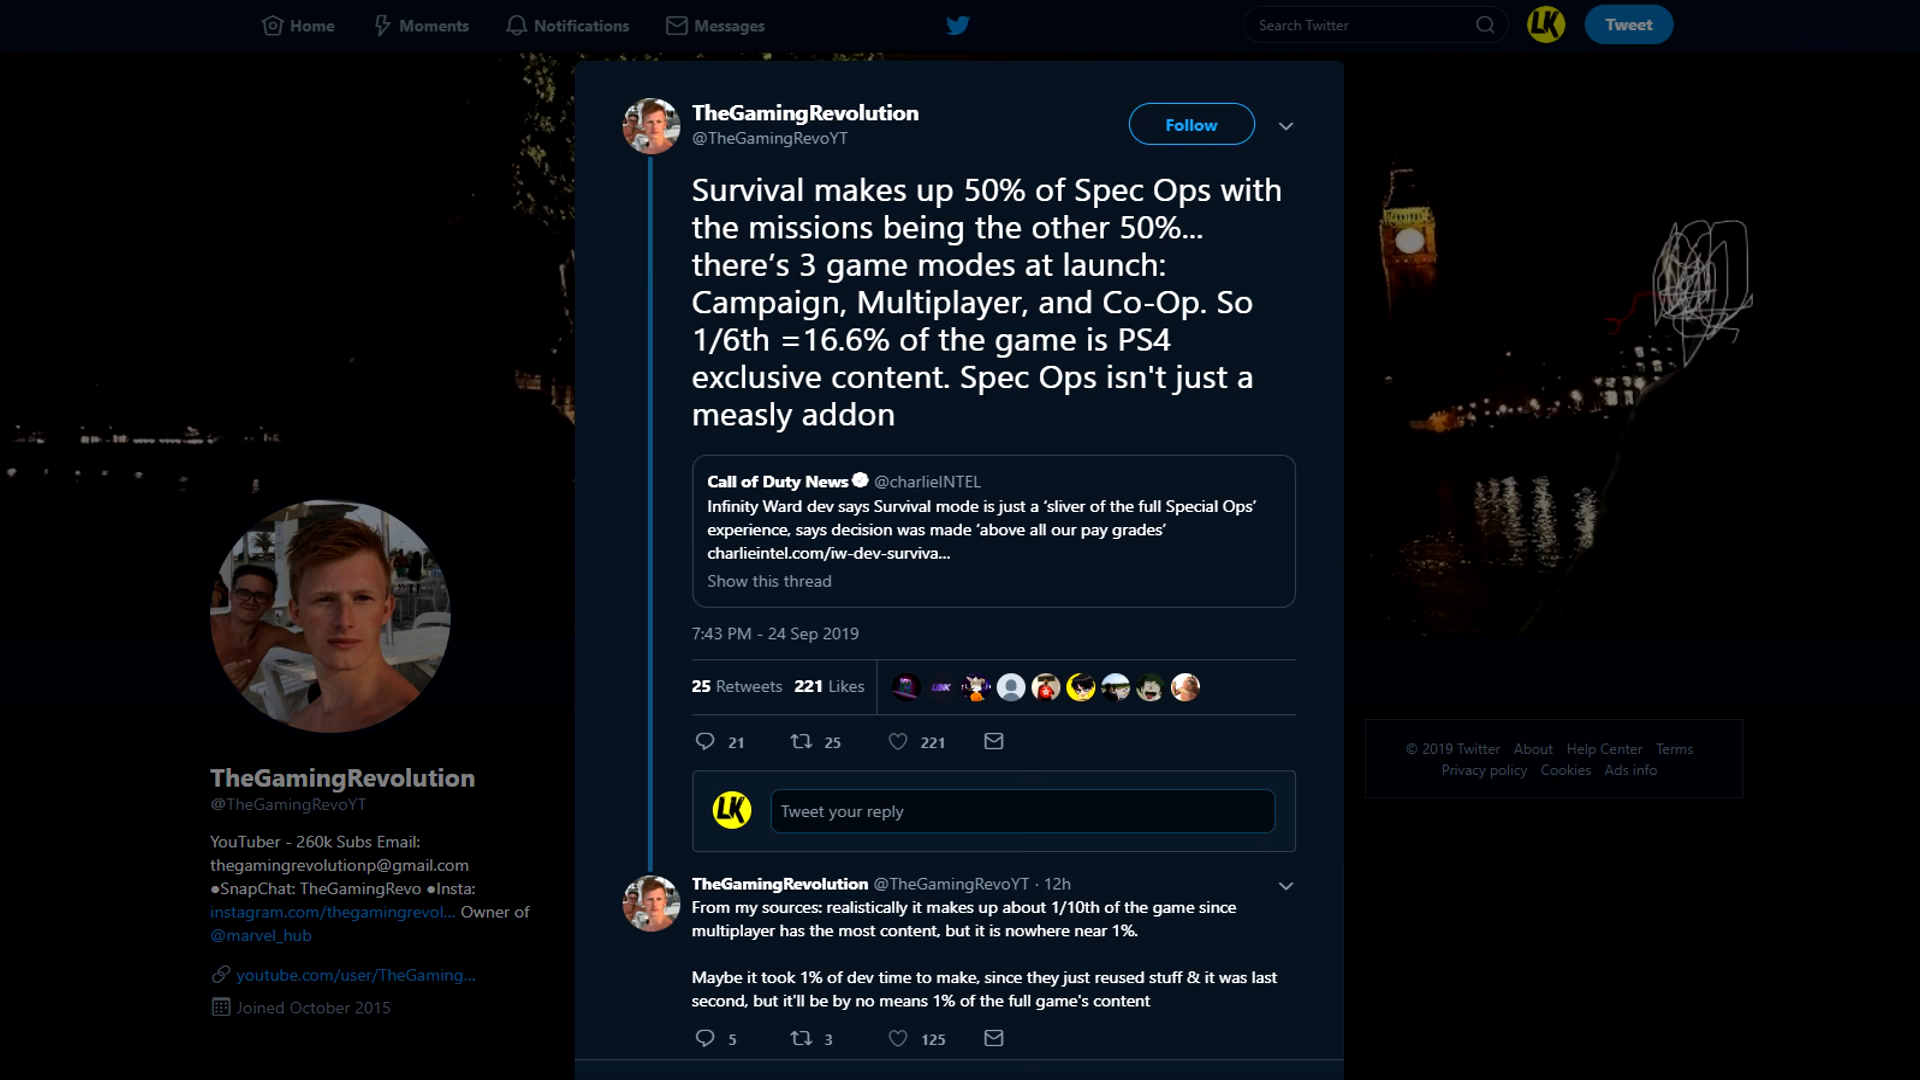 Home
Moments
Notifications
Messages
Search Twitter
LK
Tweet
TheGamingRevolution
@TheGamingRevoYT
Follow
Survival makes up 50% of Spec Ops with
the missions being the other 50%...
there’s 3 game modes at launch:
Campaign, Multiplayer, and Co-Op. So
1/6th =16.6% of the game is PS4
exclusive content. Spec Ops isn't just a
measly addon
Call of Duty News @charlieINTEL
Infinity Ward dev says Survival mode is just a ‘sliver of the full Special Ops’
experience, says decision was made ‘above all our pay grades’
charlieintel.com/iw-dev-surviva...
Show this thread
7:43 PM - 24 Sep 2019
25 Retweets 221 Likes
21 25 221
LK
Tweet your reply
TheGamingRevolution @TheGamingRevoYT · 12h
From my sources: realistically it makes up about 1/10th of the game since
multiplayer has the most content, but it is nowhere near 1%.
Maybe it took 1% of dev time to make, since they just reused stuff & it was last
second, but it'll be by no means 1% of the full game's content
5 3 125
TheGamingRevolution
@TheGamingRevoYT
YouTuber - 260k Subs Email:
thegamingrevolutionp@gmail.com
●SnapChat: TheGamingRevo ●Insta:
instagram.com/thegamingrevol... Owner of
@marvel_hub
youtube.com/user/TheGaming...
Joined October 2015
© 2019 Twitter About Help Center Terms
Privacy policy Cookies Ads info